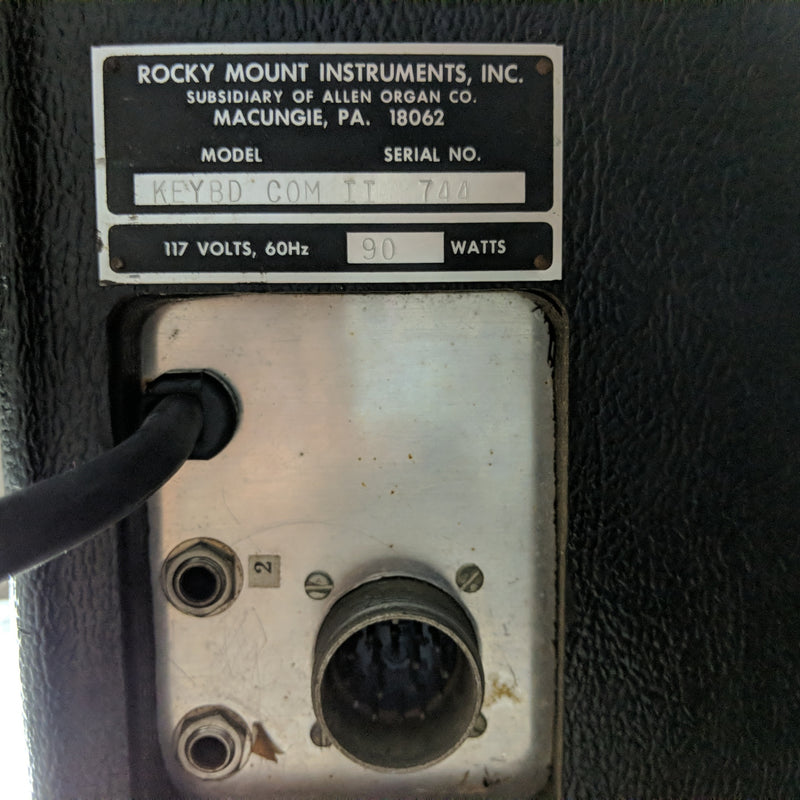 ROCKY MOUNT INSTRUMENTS, INC.
SUBSIDIARY OF ALLEN ORGAN CO.
MACUNGIE, PA. 18062
MODEL SERIAL NO.
KEYBD COM II 744
117 VOLTS, 60Hz 90 WATTS
2